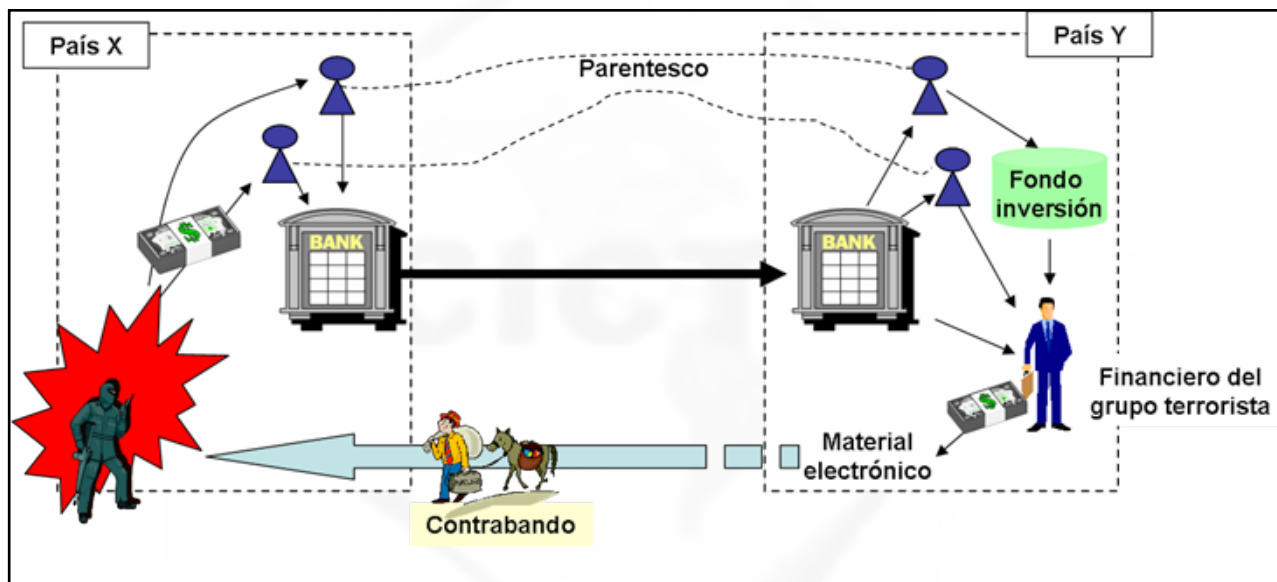 País X
País Y
Parentesco
Fondo
inversión
BANK
BANK
Financiero del
grupo terrorista
Material
electrónico
Contrabando